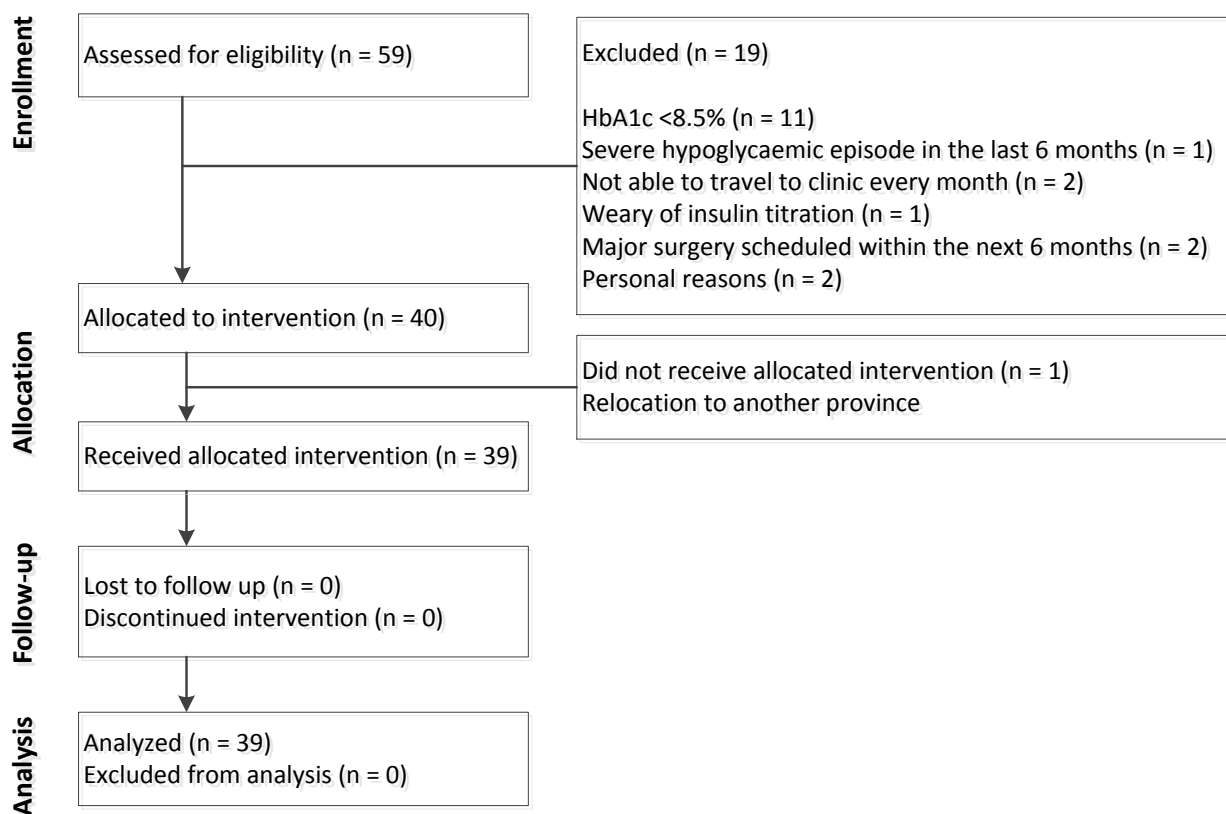 Enrollment
Assessed for eligibility (n = 59)
Excluded (n = 19)
HbA1c <8.5% (n = 11)
Severe hypoglycaemic episode in the last 6 months (n = 1)
Not able to travel to clinic every month (n = 2)
Weary of insulin titration (n = 1)
Major surgery scheduled within the next 6 months (n = 2)
Personal reasons (n = 2)
Allocation
Allocated to intervention (n = 40)
Did not receive allocated intervention (n = 1)
Relocation to another province
Received allocated intervention (n = 39)
Follow-up
Lost to follow up (n = 0)
Discontinued intervention (n = 0)
Analysis
Analyzed (n = 39)
Excluded from analysis (n = 0)